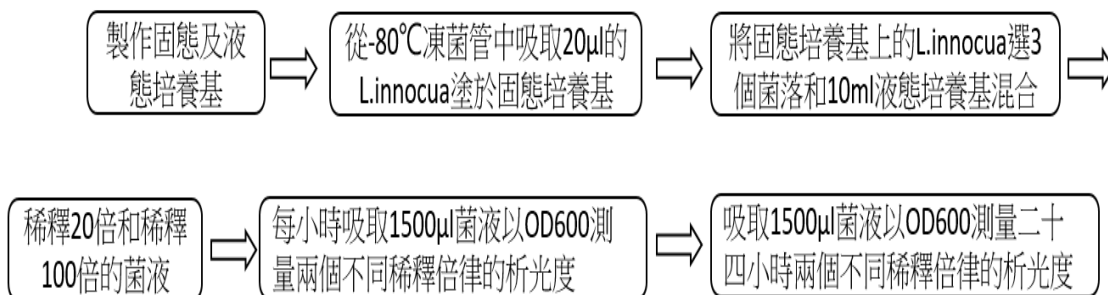 製作固態及液
態培養基
從-80℃凍菌管中吸取20μl的
L.innocua塗於固態培養基
將固態培養基上的L.innocua選3
個菌落和10ml液態培養基混合
稀釋20倍和稀釋
100倍的菌液
每小時吸取1500μl菌液以OD600測
量兩個不同稀釋倍律的析光度
吸取1500μl菌液以OD600測量二十
四小時兩個不同稀釋倍律的析光度